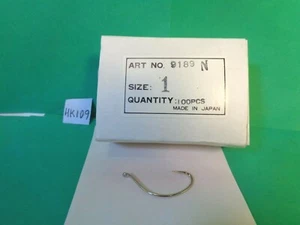 ART NO. 9189 N
SIZE: 1
QUANTITY: 100PCS
MADE IN JAPAN
HK109